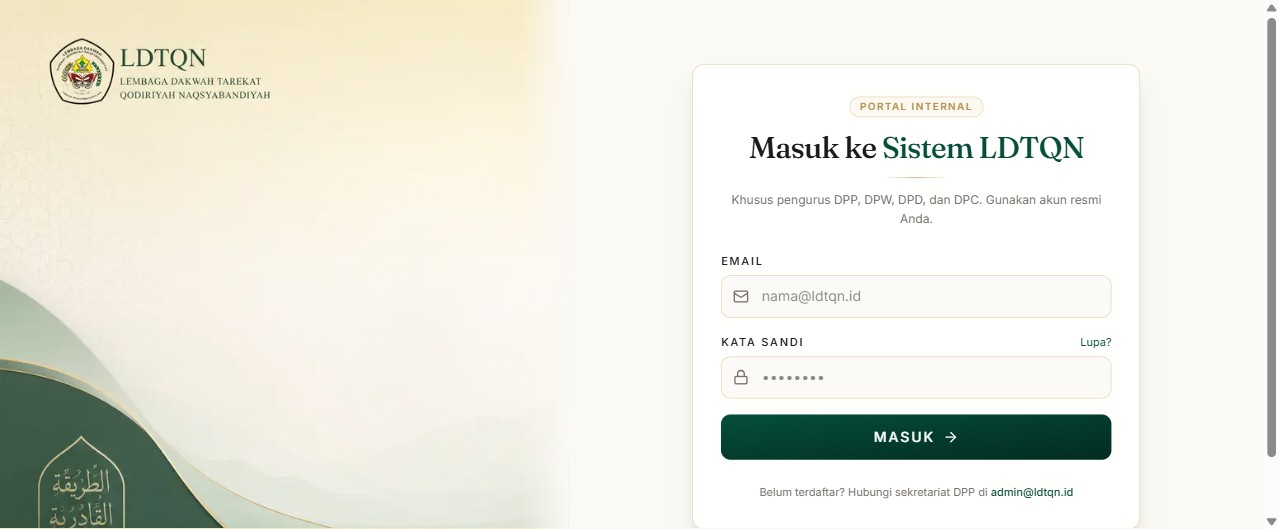 LDTQN
LEMBAGA DAKWAH TAREKAT
QODIRIYAH NAQSYABANDIYAH
الطَّرِيقَة
القَادُرِيَّة
PORTAL INTERNAL
Masuk ke Sistem LDTQN
Khusus pengurus DPP, DPW, DPD, dan DPC. Gunakan akun resmi
Anda.
EMAIL
nama@ldtqn.id
KATA SANDI
Lupa?
MASUK →
Belum terdaftar? Hubungi sekretariat DPP di admin@ldtqn.id